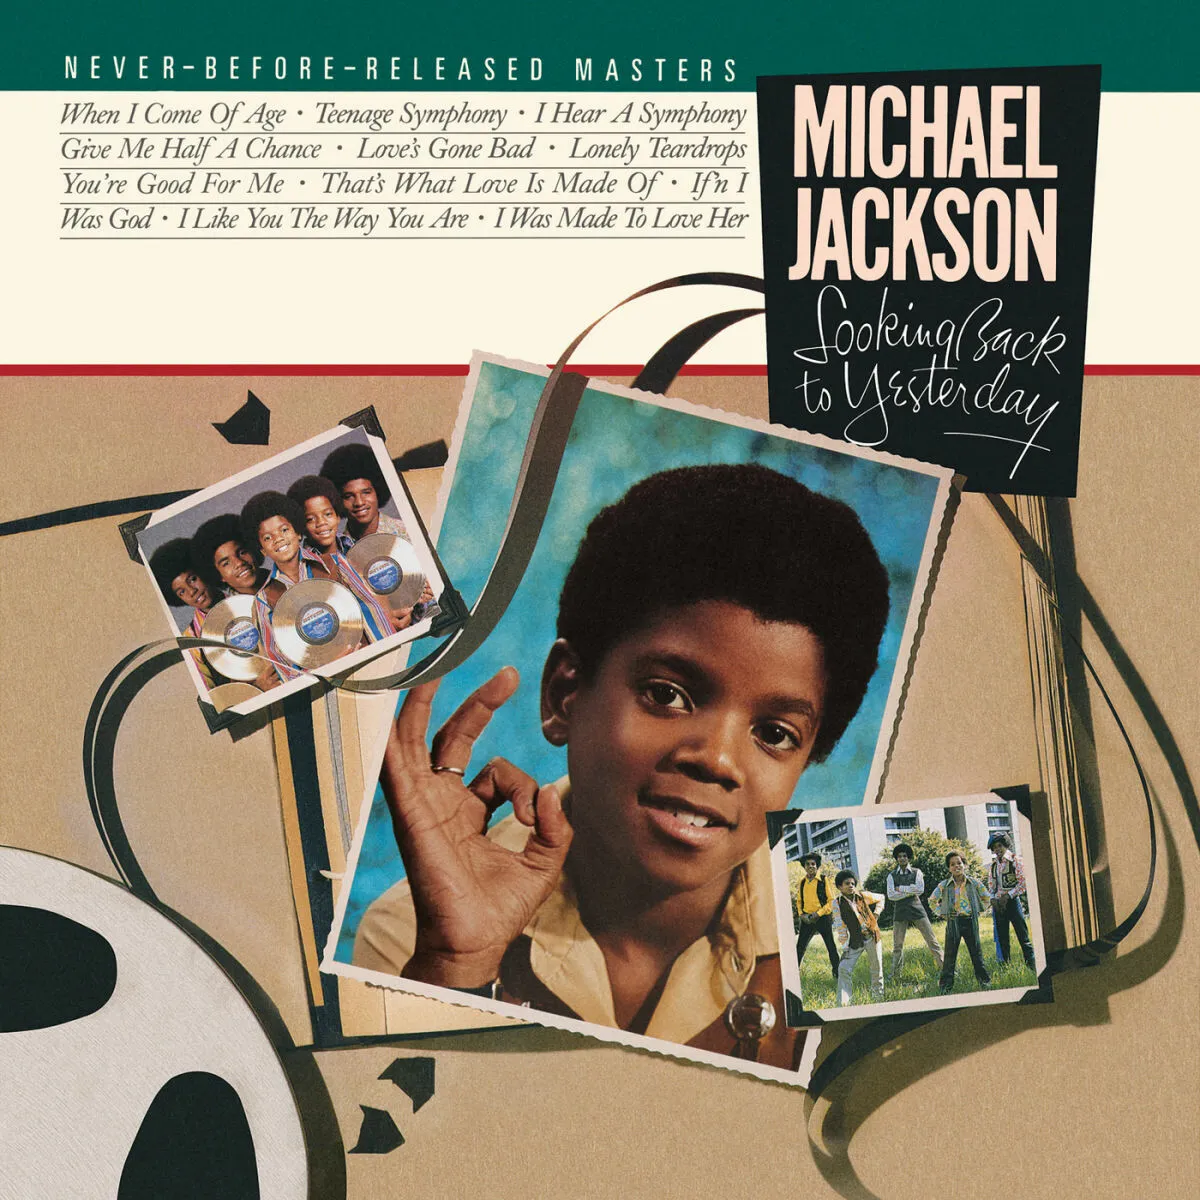 NEVER-BEFORE-RELEASED MASTERS
When I Come Of Age · Teenage Symphony · I Hear A Symphony
Give Me Half A Chance · Love's Gone Bad · Lonely Teardrops
You're Good For Me · That's What Love Is Made Of · If'n I
Was God · I Like You The Way You Are · I Was Made To Love Her
MICHAEL
JACKSON
Looking Back
to Yesterday